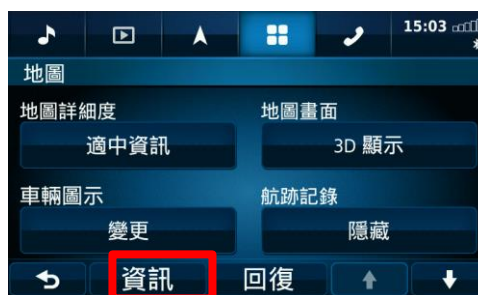 15:03
地圖
地圖詳細度 地圖畫面
適中資訊 3D 顯示
車輛圖示 航跡記錄
變更 隱藏
資訊 回復